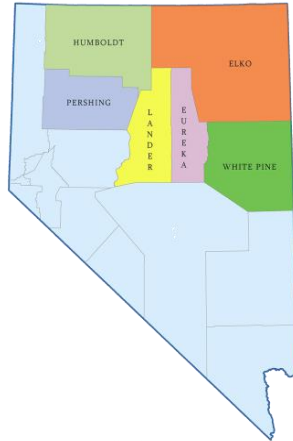 HUMBOLDT
ELKO
PERSHING
LANDER
EUREKA
WHITE PINE